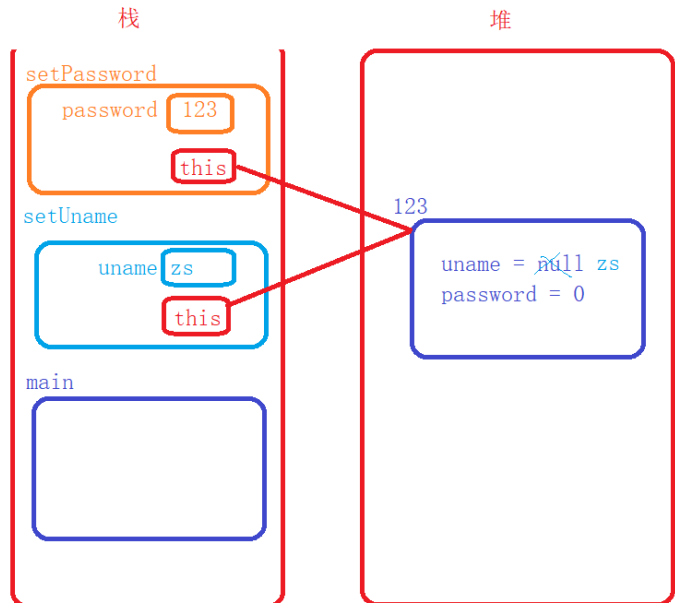 栈
堆
setPassword
password 123
this
setUname
uname zs
this
main
123
uname = null zs
password = 0